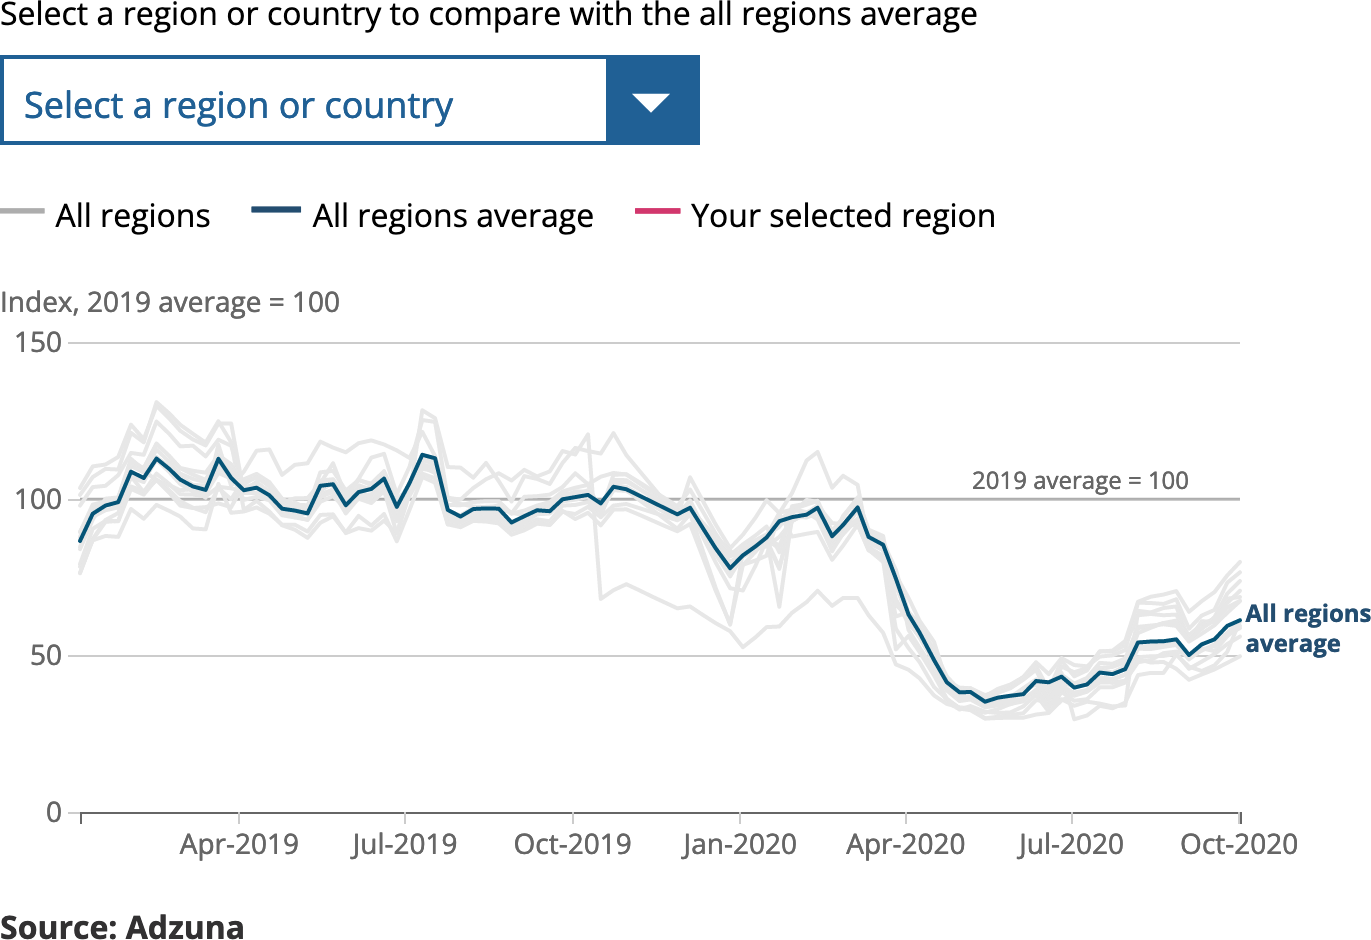 Select a region or country to compare with the all regions average
Select a region or country
All regions
All regions average
Your selected region
Index, 2019 average = 100
150
100
50
0
2019 average = 100
All regions
average
Apr-2019
Jul-2019
Oct-2019
Jan-2020
Apr-2020
Jul-2020
Oct-2020
Source: Adzuna